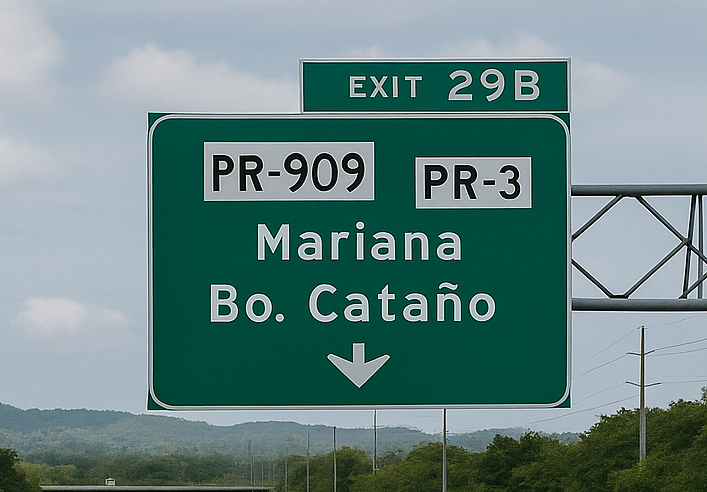 EXIT 29B
PR-909 PR-3
Mariana
Bo. Cataño